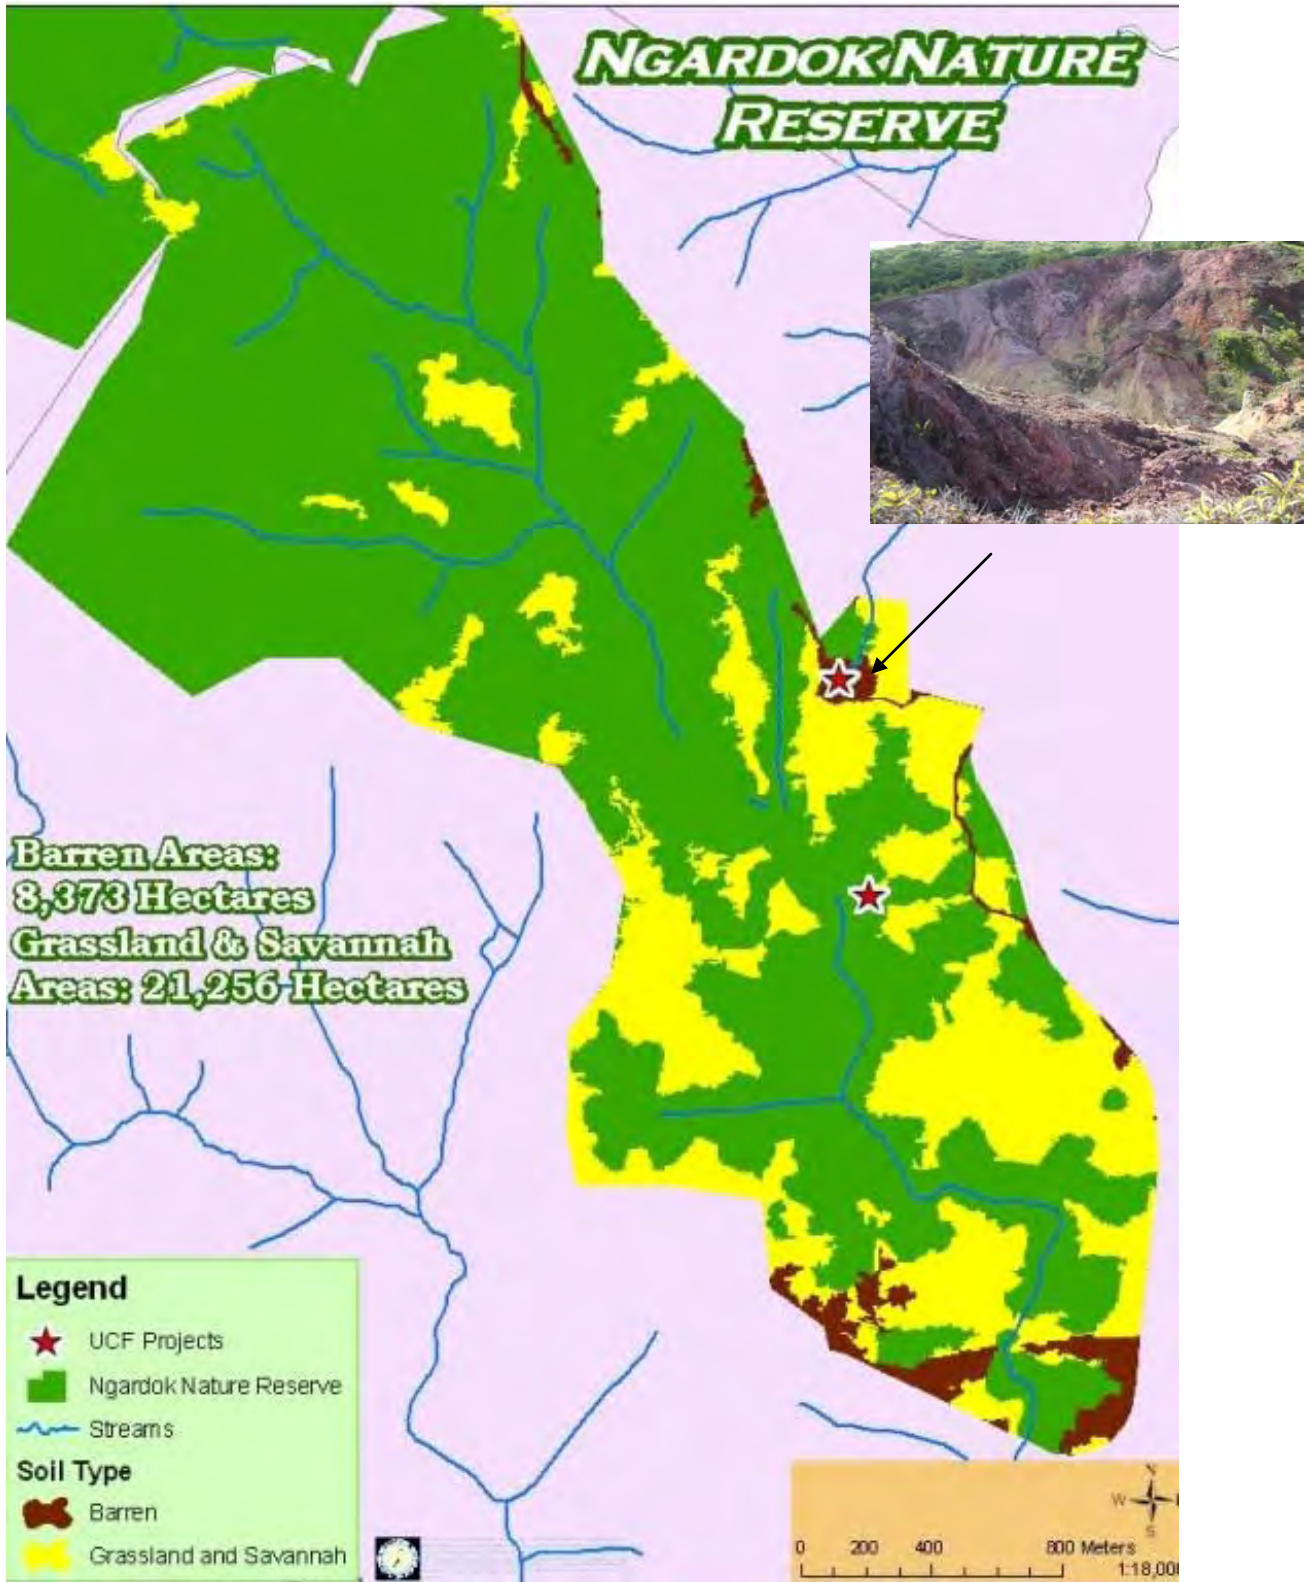 NGARDOK NATURE
RESERVE
Barren Areas:
8,373 Hectares
Grassland & Savannah
Areas: 21,256 Hectares
Legend
UCF Projects
Ngardok Nature Reserve
Streams
Soil Type
Barren
Grassland and Savannah
N
W
S
0 200 400 800 Meters